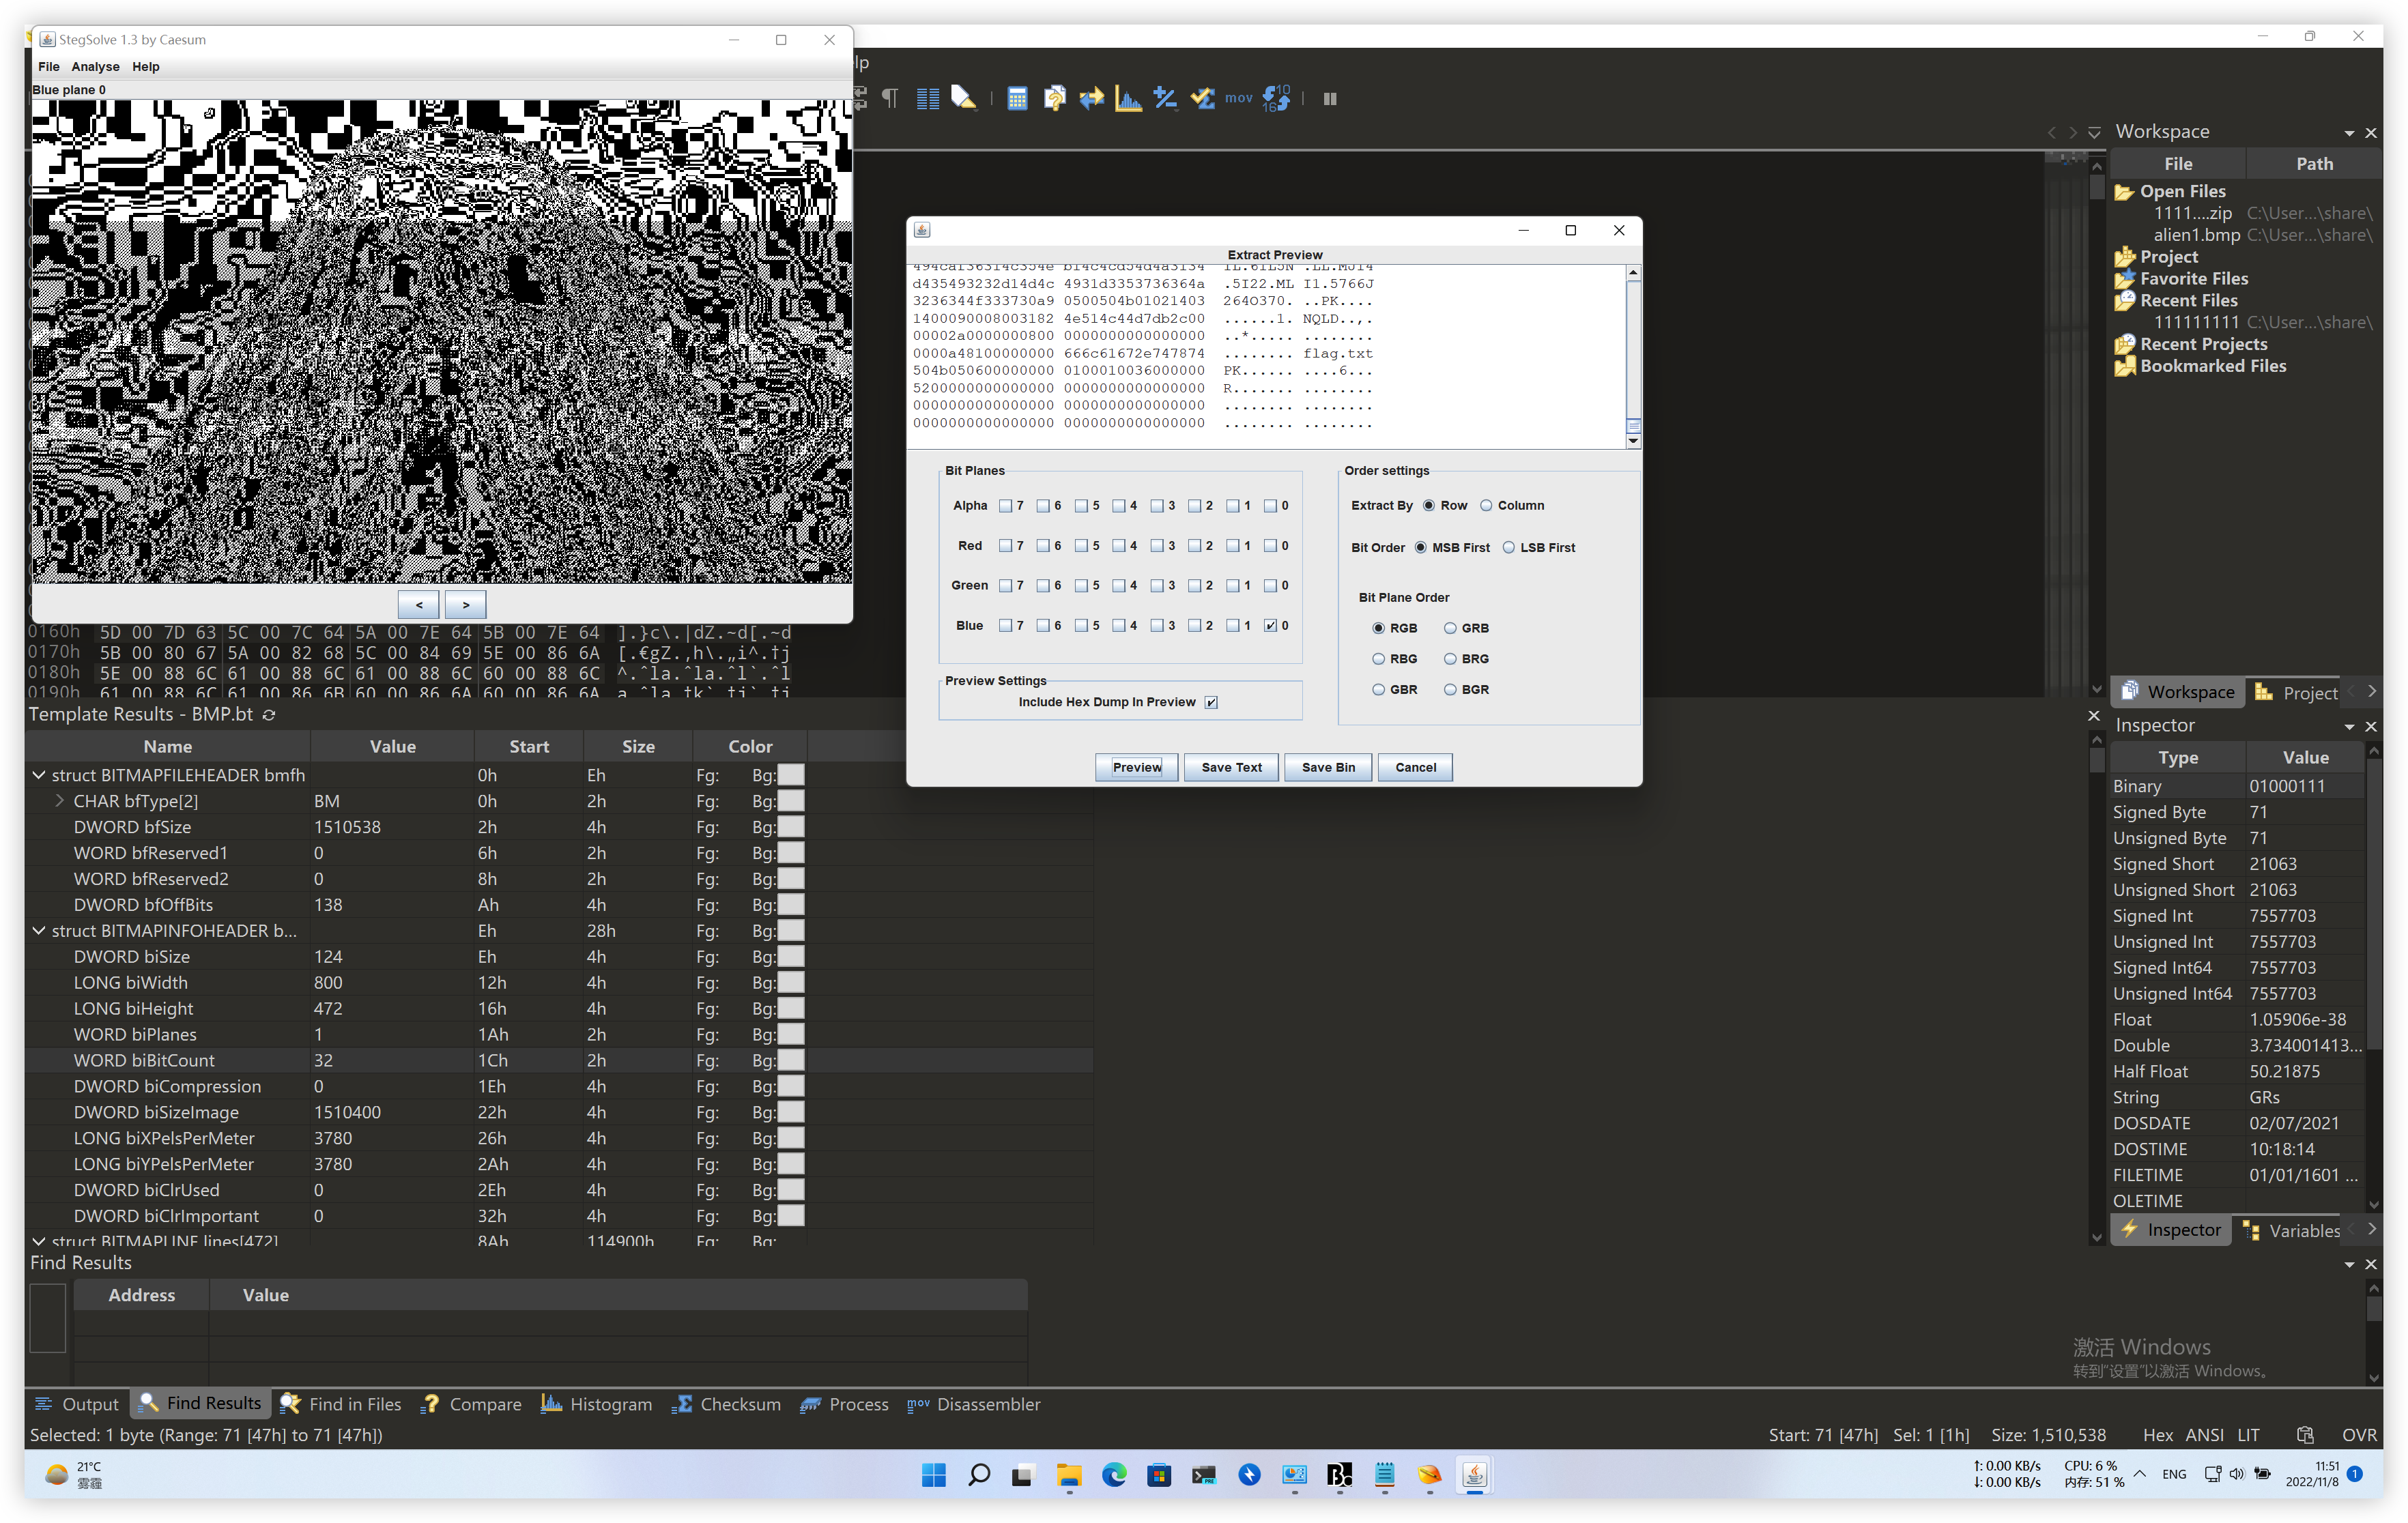 StegSolve 1.3 by Caesum
File Analyse Help
Blue plane 0
lp
mov
Extract Preview
d435493232d14d4c 4931d3353736364a .5I22.ML I1.5766J
3236344f333730a9 0500504b01021403 264O370. ..PK....
1400090008003182 4e514c44d7db2c00 ......1. NQLD..,.
00002a0000000800 0000000000000000 ..*..... ........
0000a48100000000 666c61672e747874 ........ flag.txt
504b050600000000 0100010036000000 PK...... ....6...
5200000000000000 0000000000000000 R....... ........
0000000000000000 0000000000000000 ........ ........
0000000000000000 0000000000000000 ........ ........
Bit Planes
Alpha 7 6 5 4 3 2 1 0
Red 7 6 5 4 3 2 1 0
Green 7 6 5 4 3 2 1 0
Blue 7 6 5 4 3 2 1 0
Preview Settings
Include Hex Dump In Preview
Order settings
Extract By Row Column
Bit Order MSB First LSB First
Bit Plane Order
RGB GRB
RBG BRG
GBR BGR
Preview Save Text Save Bin Cancel
< >
0160h 5D 00 7D 63 5C 00 7C 64 5A 00 7E 64 5B 00 7E 64 ].}c\.|dZ.~d[.~d
0170h 5B 00 80 67 5A 00 82 68 5C 00 84 69 5E 00 86 6A [.€gZ.‚h\.„i^.†j
0180h 5E 00 88 6C 61 00 88 6C 61 00 88 6C 60 00 88 6C ^.ˆla.ˆla.ˆl`.ˆl
0190h 61 00 88 6C 61 00 86 6B 60 00 86 6A 60 00 86 6A a.ˆla.†k`.†j`.†j
Template Results - BMP.bt
Name Value Start Size Color
struct BITMAPFILEHEADER bmfh 0h Eh Fg: Bg:
CHAR bfType[2] BM 0h 2h Fg: Bg:
DWORD bfSize 1510538 2h 4h Fg: Bg:
WORD bfReserved1 0 6h 2h Fg: Bg:
WORD bfReserved2 0 8h 2h Fg: Bg:
DWORD bfOffBits 138 Ah 4h Fg: Bg:
struct BITMAPINFOHEADER b... Eh 28h Fg: Bg:
DWORD biSize 124 Eh 4h Fg: Bg:
LONG biWidth 800 12h 4h Fg: Bg:
LONG biHeight 472 16h 4h Fg: Bg:
WORD biPlanes 1 1Ah 2h Fg: Bg:
WORD biBitCount 32 1Ch 2h Fg: Bg:
DWORD biCompression 0 1Eh 4h Fg: Bg:
DWORD biSizeImage 1510400 22h 4h Fg: Bg:
LONG biXPelsPerMeter 3780 26h 4h Fg: Bg:
LONG biYPelsPerMeter 3780 2Ah 4h Fg: Bg:
DWORD biClrUsed 0 2Eh 4h Fg: Bg:
DWORD biClrImportant 0 32h 4h Fg: Bg:
struct BITMAPLINE lines[472] 8Ah 114900h Fg: Bg:
Find Results
Address Value
Output Find Results Find in Files Compare Histogram Checksum Process Disassembler
Selected: 1 byte (Range: 71 [47h] to 71 [47h])
Start: 71 [47h] Sel: 1 [1h] Size: 1,510,538 Hex ANSI LIT OVR
Workspace
File Path
Open Files
1111....zip C:\User...\share\
alien1.bmp C:\User...\share\
Project
Favorite Files
Recent Files
111111111 C:\User...\share\
Recent Projects
Bookmarked Files
Workspace Project
Inspector
Type Value
Binary 01000111
Signed Byte 71
Unsigned Byte 71
Signed Short 21063
Unsigned Short 21063
Signed Int 7557703
Unsigned Int 7557703
Signed Int64 7557703
Unsigned Int64 7557703
Float 1.05906e-38
Double 3.734001413...
Half Float 50.21875
String GRs
DOSDATE 02/07/2021
DOSTIME 10:18:14
FILETIME 01/01/1601 ...
OLETIME
Inspector Variables
激活 Windows
转到"设置"以激活 Windows。
21°C
雾霾
↑: 0.00 KB/s CPU: 6 %
↓: 0.00 KB/s 内存: 51 %
ENG
11:51
2022/11/8
1